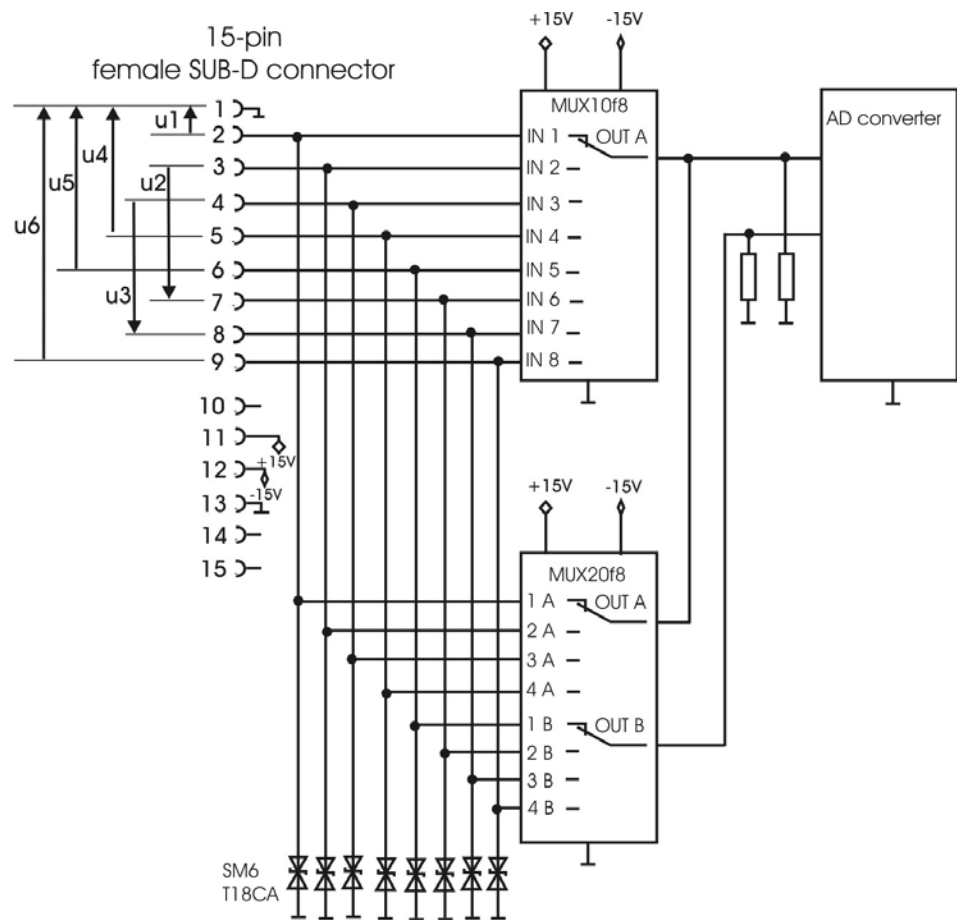 15-pin
female SUB-D connector
+15V
-15V
MUX10f8
AD converter
1
2
3
4
5
6
7
8
9
10
11
12
13
14
15
u1
u2
u3
u4
u5
u6
+15V
-15V
IN 1
OUT A
IN 2
IN 3
IN 4
IN 5
IN 6
IN 7
IN 8
+15V
-15V
MUX20f8
1 A
OUT A
2 A
3 A
4 A
1 B
OUT B
2 B
3 B
4 B
SM6
T18CA